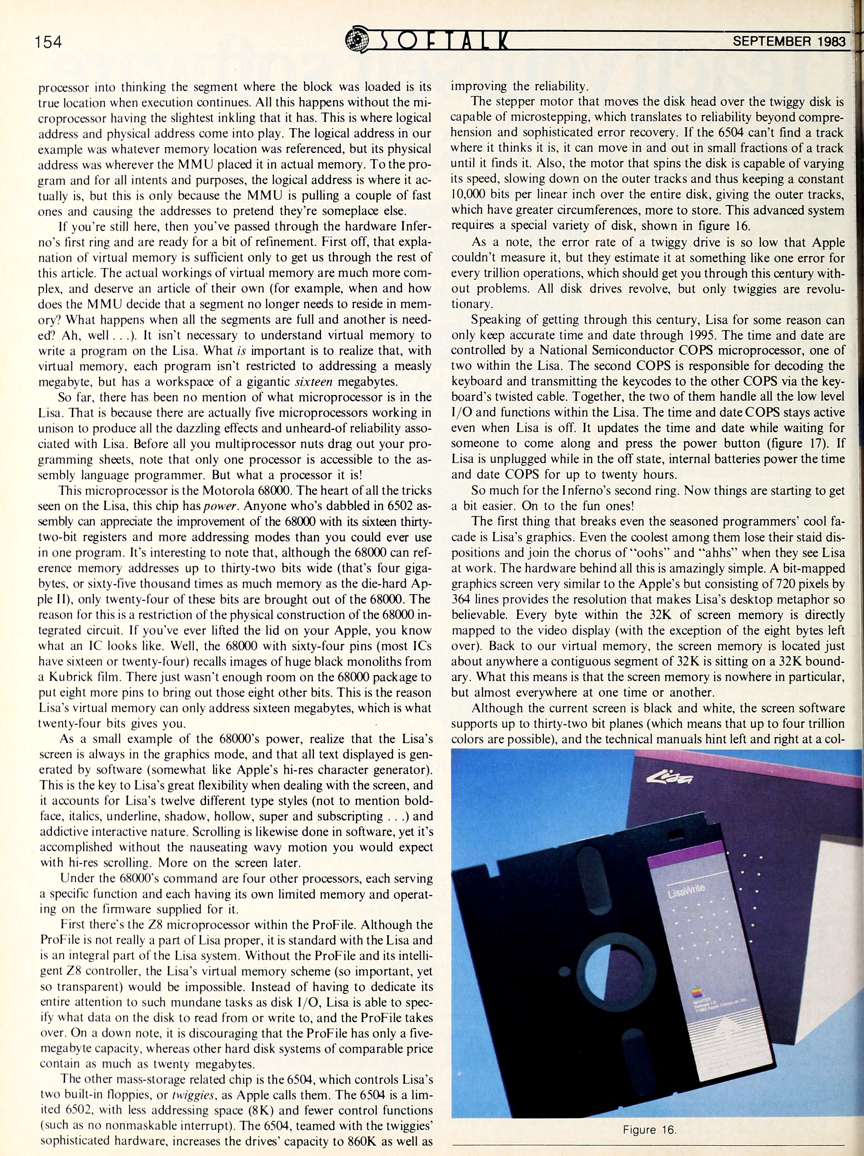 154
SOFTALK
SEPTEMBER 1983
processor into thinking the segment where the block was loaded is its
true location when execution continues. All this happens without the mi-
croprocessor having the slightest inkling that it has. This is where logical
address and physical address come into play. The logical address in our
example was whatever memory location was referenced, but its physical
address was wherever the MMU placed it in actual memory. To the pro-
gram and for all intents and purposes, the logical address is where it ac-
tually is, but this is only because the MMU is pulling a couple of fast
ones and causing the addresses to pretend they're someplace else.
If you're still here, then you've passed through the hardware Infer-
no's first ring and are ready for a bit of refinement. First off, that expla-
nation of virtual memory is sufficient only to get us through the rest of
this article. The actual workings of virtual memory are much more com-
plex, and deserve an article of their own (for example, when and how
does the MMU decide that a segment no longer needs to reside in mem-
ory? What happens when all the segments are full and another is need-
ed? Ah, well . . .). It isn't necessary to understand virtual memory to
write a program on the Lisa. What is important is to realize that, with
virtual memory, each program isn't restricted to addressing a measly
megabyte, but has a workspace of a gigantic sixteen megabytes.
So far, there has been no mention of what microprocessor is in the
Lisa. That is because there are actually five microprocessors working in
unison to produce all the dazzling effects and unheard-of reliability asso-
ciated with Lisa. Before all you multiprocessor nuts drag out your pro-
gramming sheets, note that only one processor is accessible to the as-
sembly language programmer. But what a processor it is!
This microprocessor is the Motorola 68000. The heart of all the tricks
seen on the Lisa, this chip has power. Anyone who's dabbled in 6502 as-
sembly can appreciate the improvement of the 68000 with its sixteen thirty-
two-bit registers and more addressing modes than you could ever use
in one program. It's interesting to note that, although the 68000 can ref-
erence memory addresses up to thirty-two bits wide (that's four giga-
bytes, or sixty-five thousand times as much memory as the die-hard Ap-
ple II), only twenty-four of these bits are brought out of the 68000. The
reason for this is a restriction of the physical construction of the 68000 in-
tegrated circuit. If you've ever lifted the lid on your Apple, you know
what an IC looks like. Well, the 68000 with sixty-four pins (most ICs
have sixteen or twenty-four) recalls images of huge black monoliths from
a Kubrick film. There just wasn't enough room on the 68000 package to
put eight more pins to bring out those eight other bits. This is the reason
Lisa's virtual memory can only address sixteen megabytes, which is what
twenty-four bits gives you.
As a small example of the 68000's power, realize that the Lisa's
screen is always in the graphics mode, and that all text displayed is gen-
erated by software (somewhat like Apple's hi-res character generator).
This is the key to Lisa's great flexibility when dealing with the screen, and
it accounts for Lisa's twelve different type styles (not to mention bold-
face, italics, underline, shadow, hollow, super and subscripting . . .) and
addictive interactive nature. Scrolling is likewise done in software, yet it's
accomplished without the nauseating wavy motion you would expect
with hi-res scrolling. More on the screen later.
Under the 68000's command are four other processors, each serving
a specific function and each having its own limited memory and operat-
ing on the firmware supplied for it.
First there's the Z8 microprocessor within the ProFile. Although the
ProFile is not really a part of Lisa proper, it is standard with the Lisa and
is an integral part of the Lisa system. Without the ProFile and its intelli-
gent Z8 controller, the Lisa's virtual memory scheme (so important, yet
so transparent) would be impossible. Instead of having to dedicate its
entire attention to such mundane tasks as disk I/O, Lisa is able to spec-
ify what data on the disk to read from or write to, and the ProFile takes
over. On a down note, it is discouraging that the ProFile has only a five-
megabyte capacity, whereas other hard disk systems of comparable price
contain as much as twenty megabytes.
The other mass-storage related chip is the 6504, which controls Lisa's
two built-in floppies, or twiggies, as Apple calls them. The 6504 is a lim-
ited 6502, with less addressing space (8K) and fewer control functions
(such as no nonmaskable interrupt). The 6504, teamed with the twiggies'
sophisticated hardware, increases the drives' capacity to 860K as well as
improving the reliability.
The stepper motor that moves the disk head over the twiggy disk is
capable of microstepping, which translates to reliability beyond compre-
hension and sophisticated error recovery. If the 6504 can't find a track
where it thinks it is, it can move in and out in small fractions of a track
until it finds it. Also, the motor that spins the disk is capable of varying
its speed, slowing down on the outer tracks and thus keeping a constant
10,000 bits per linear inch over the entire disk, giving the outer tracks,
which have greater circumferences, more to store. This advanced system
requires a special variety of disk, shown in figure 16.
As a note, the error rate of a twiggy drive is so low that Apple
couldn't measure it, but they estimate it at something like one error for
every trillion operations, which should get you through this century with-
out problems. All disk drives revolve, but only twiggies are revolu-
tionary.
Speaking of getting through this century, Lisa for some reason can
only keep accurate time and date through 1995. The time and date are
controlled by a National Semiconductor COPS microprocessor, one of
two within the Lisa. The second COPS is responsible for decoding the
keyboard and transmitting the keycodes to the other COPS via the key-
board's twisted cable. Together, the two of them handle all the low level
I/O and functions within the Lisa. The time and date COPS stays active
even when Lisa is off. It updates the time and date while waiting for
someone to come along and press the power button (figure 17). If
Lisa is unplugged while in the off state, internal batteries power the time
and date COPS for up to twenty hours.
So much for the Inferno's second ring. Now things are starting to get
a bit easier. On to the fun ones!
The first thing that breaks even the seasoned programmers' cool fa-
cade is Lisa's graphics. Even the coolest among them lose their staid dis-
positions and join the chorus of "oohs" and "ahhs" when they see Lisa
at work. The hardware behind all this is amazingly simple. A bit-mapped
graphics screen very similar to the Apple's but consisting of 720 pixels by
364 lines provides the resolution that makes Lisa's desktop metaphor so
believable. Every byte within the 32K of screen memory is directly
mapped to the video display (with the exception of the eight bytes left
over). Back to our virtual memory, the screen memory is located just
about anywhere a contiguous segment of 32K is sitting on a 32K bound-
ary. What this means is that the screen memory is nowhere in particular,
but almost everywhere at one time or another.
Although the current screen is black and white, the screen software
supports up to thirty-two bit planes (which means that up to four trillion
colors are possible), and the technical manuals hint left and right at a col-
Lisa
LisaWrite
Figure 16.